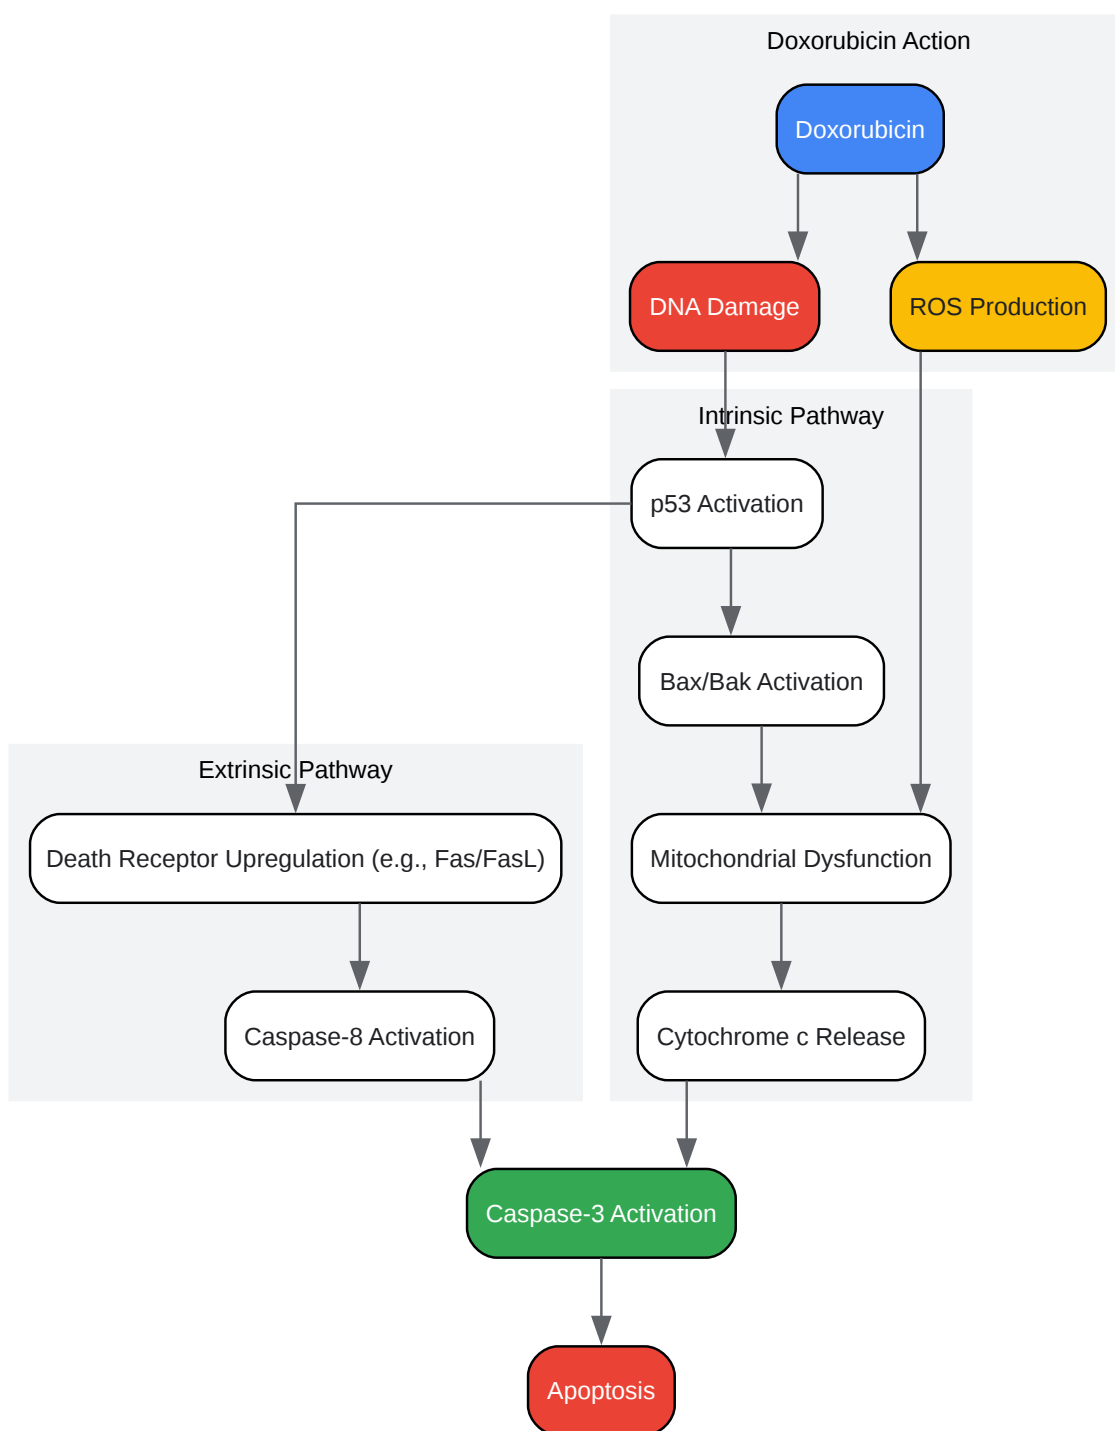 Doxorubicin Action
Doxorubicin
DNA Damage
ROS Production
Intrinsic Pathway
p53 Activation
Bax/Bak Activation
Extrinsic Pathway
Death Receptor Upregulation (e.g., Fas/FasL)
Mitochondrial Dysfunction
Caspase-8 Activation
Cytochrome c Release
Caspase-3 Activation
Apoptosis